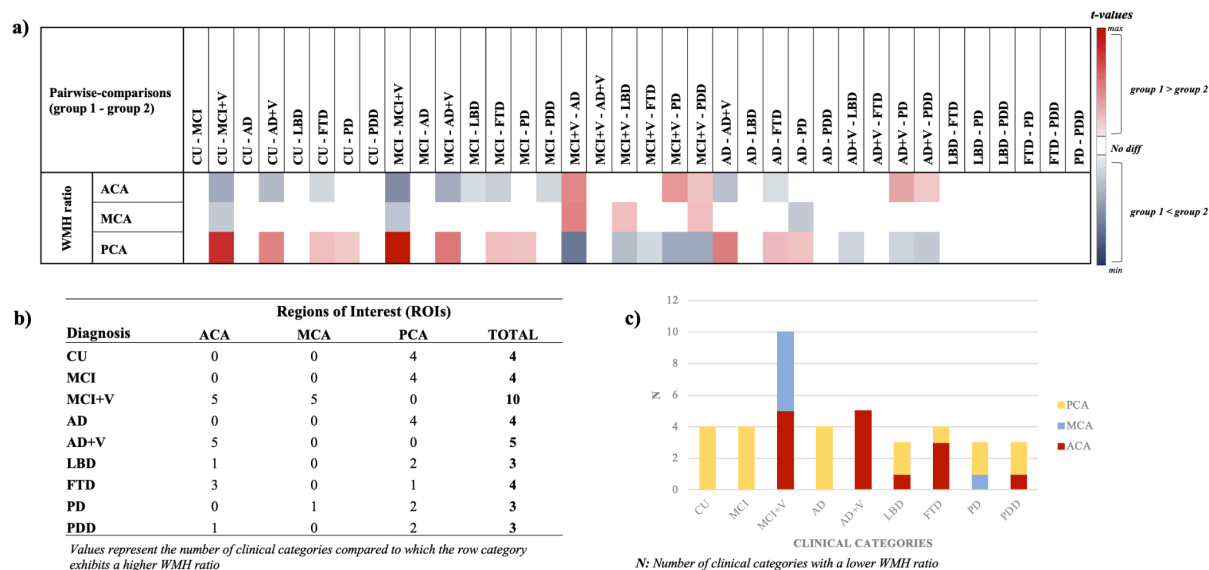 a)
Pairwise-comparisons
(group 1 - group 2)
CU - MCI
CU - MCI+V
CU - AD
CU - AD+V
CU - LBD
CU - FTD
CU - PD
CU - PDD
MCI - MCI+V
MCI - AD
MCI - AD+V
MCI - LBD
MCI - FTD
MCI - PD
MCI - PDD
MCI+V - AD
MCI+V - AD+V
MCI+V - LBD
MCI+V - FTD
MCI+V - PD
MCI+V - PDD
AD - AD+V
AD - FTD
AD - PD
AD - PDD
AD+V - LBD
AD+V - FTD
AD+V - PD
AD+V - PDD
LBD - FTD
LBD - PD
LBD - PDD
FTD - PD
FTD - PDD
PD - PDD
WMH ratio
ACA
MCA
PCA
t-values
max
group 1 > group 2
No diff
group 1 < group 2
min
b)
Regions of Interest (ROIs)
Diagnosis ACA MCA PCA TOTAL
CU 0 0 4 4
MCI 0 0 4 4
MCI+V 5 5 0 10
AD 0 0 4 4
AD+V 5 0 0 5
LBD 1 0 2 3
FTD 3 0 1 4
PD 0 1 2 3
PDD 1 0 2 3
Values represent the number of clinical categories compared to which the row category
exhibits a higher WMH ratio
c)
12
10
8
6
4
2
0
N
PCA
MCA
ACA
CU
MCI
MCI+V
AD
AD+V
LBD
FTD
PD
PDD
CLINICAL CATEGORIES
N: Number of clinical categories with a lower WMH ratio